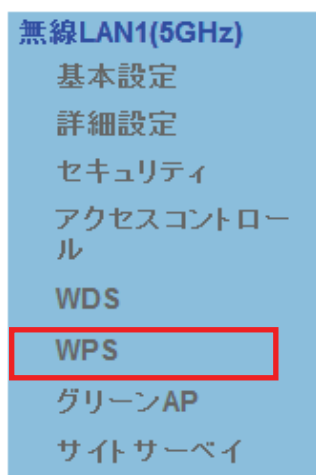 無線LAN1(5GHz)
基本設定
詳細設定
セキュリティ
アクセスコントロー
ル
WDS
WPS
グリーンAP
サイトサーベイ